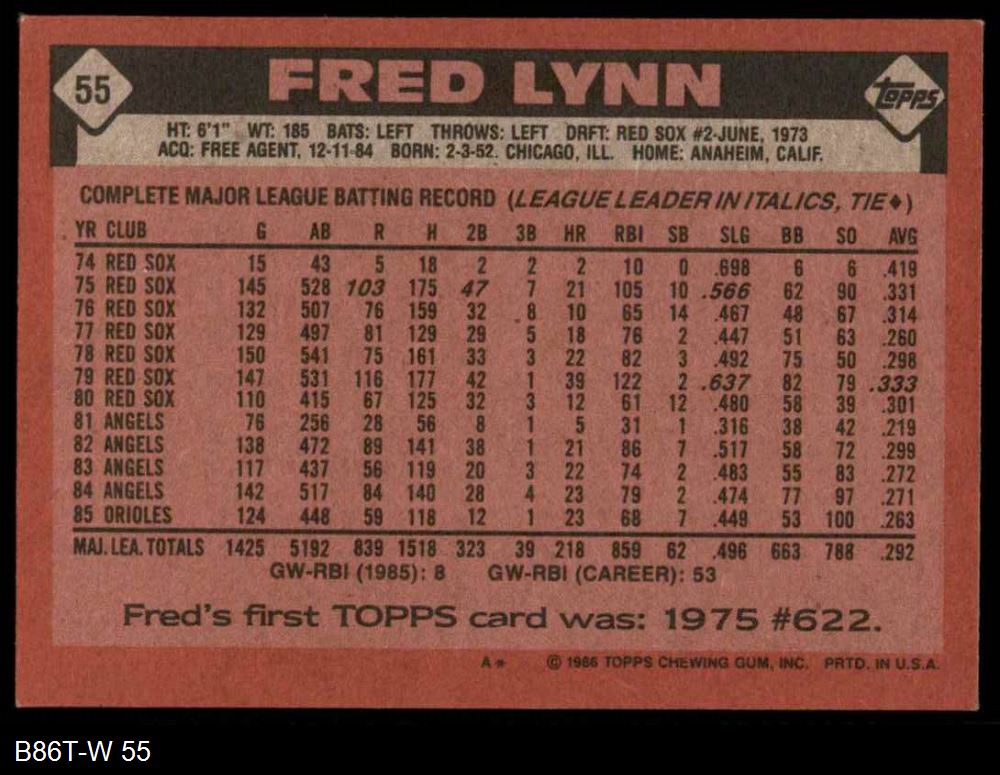 55 FRED LYNN TOPPS
HT: 6'1" WT: 185 BATS: LEFT THROWS: LEFT DRFT: RED SOX #2-JUNE, 1973
ACQ: FREE AGENT, 12-11-84 BORN: 2-3-52. CHICAGO, ILL. HOME: ANAHEIM, CALIF.
COMPLETE MAJOR LEAGUE BATTING RECORD (LEAGUE LEADER IN ITALICS, TIE♦)
YR CLUB G AB R H 2B 3B HR RBI SB SLG BB SO AVG
74 RED SOX 15 43 5 18 2 2 2 10 0 .698 6 6 .419
75 RED SOX 145 528 103 175 47 7 21 105 10 .566 62 90 .331
76 RED SOX 132 507 76 159 32 8 10 65 14 .467 48 67 .314
77 RED SOX 129 497 81 129 29 5 18 76 2 .447 51 63 .260
78 RED SOX 150 541 75 161 33 3 22 82 3 .492 75 50 .298
79 RED SOX 147 531 116 177 42 1 39 122 2 .637 82 79 .333
80 RED SOX 110 415 67 125 32 3 12 61 12 .480 58 39 .301
81 ANGELS 76 256 28 56 8 1 5 31 1 .316 38 42 .219
82 ANGELS 138 472 89 141 38 1 21 86 7 .517 58 72 .299
83 ANGELS 117 437 56 119 20 3 22 74 2 .483 55 83 .272
84 ANGELS 142 517 84 140 28 4 23 79 2 .474 77 97 .271
85 ORIOLES 124 448 59 118 12 1 23 68 7 .449 53 100 .263
MAJ. LEA. TOTALS 1425 5192 839 1518 323 39 218 859 62 .496 663 788 .292
GW-RBI (1985): 8 GW-RBI (CAREER): 53
Fred's first TOPPS card was: 1975 #622.
A* © 1986 TOPPS CHEWING GUM, INC. PRTD. IN U.S.A.
B86T-W 55